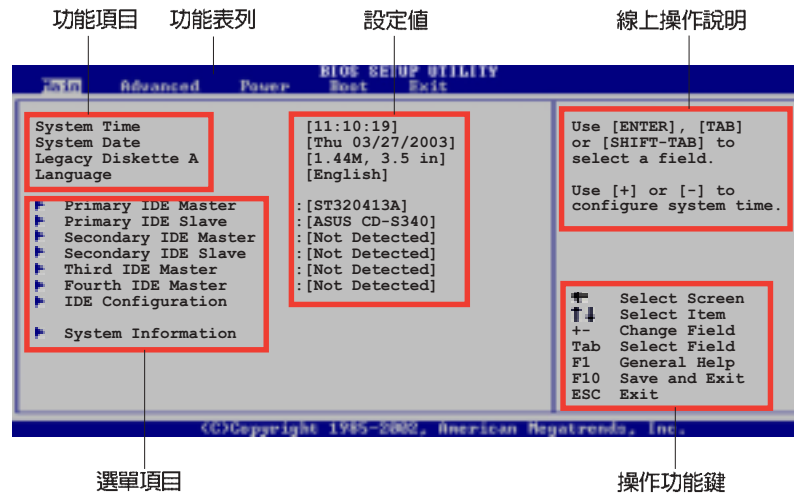 功能項目 功能表列 設定值 線上操作說明
BIOS SETUP UTILITY
Main Advanced Power Boot Exit
System Time [11:10:19]
System Date [Thu 03/27/2003]
Legacy Diskette A [1.44M, 3.5 in]
Language [English]
Primary IDE Master :[ST320413A]
Primary IDE Slave :[ASUS CD-S340]
Secondary IDE Master :[Not Detected]
Secondary IDE Slave :[Not Detected]
Third IDE Master :[Not Detected]
Fourth IDE Master :[Not Detected]
IDE Configuration
System Information
Use [ENTER], [TAB]
or [SHIFT-TAB] to
select a field.
Use [+] or [-] to
configure system time.
Select Screen
↑↓ Select Item
+- Change Field
Tab Select Field
F1 General Help
F10 Save and Exit
ESC Exit
(C)Copyright 1985-2002, American Megatrends, Inc.
選單項目 操作功能鍵